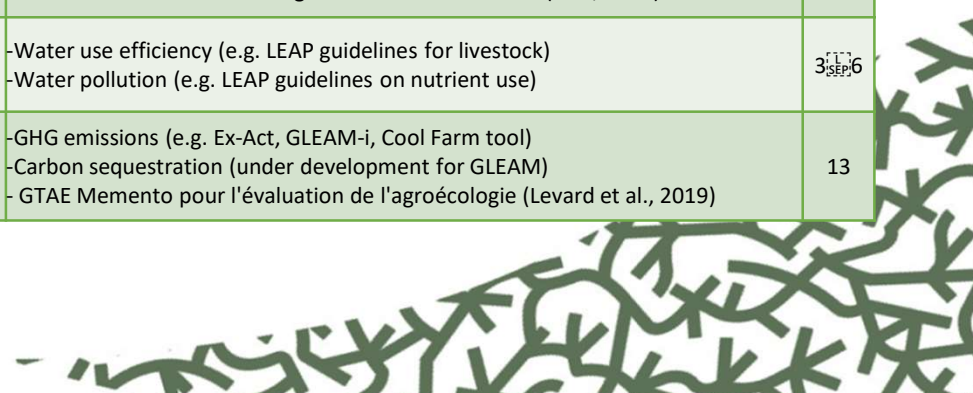 -Water use efficiency (e.g. LEAP guidelines for livestock)
-Water pollution (e.g. LEAP guidelines on nutrient use)
3 L SEP 6
-GHG emissions (e.g. Ex-Act, GLEAM-i, Cool Farm tool)
-Carbon sequestration (under development for GLEAM)
- GTAE Memento pour l'évaluation de l'agroécologie (Levard et al., 2019)
13